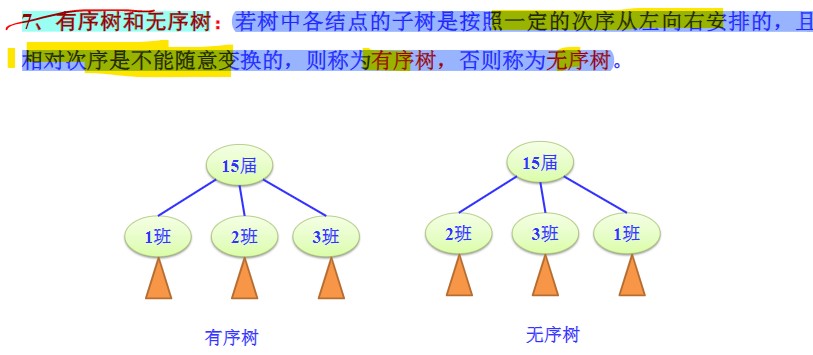 7、有序树和无序树：若树中各结点的子树是按照一定的次序从左向右安排的，且
相对次序是不能随意变换的，则称为有序树，否则称为无序树。
15届
15届
1班
2班
3班
2班
3班
1班
有序树
无序树